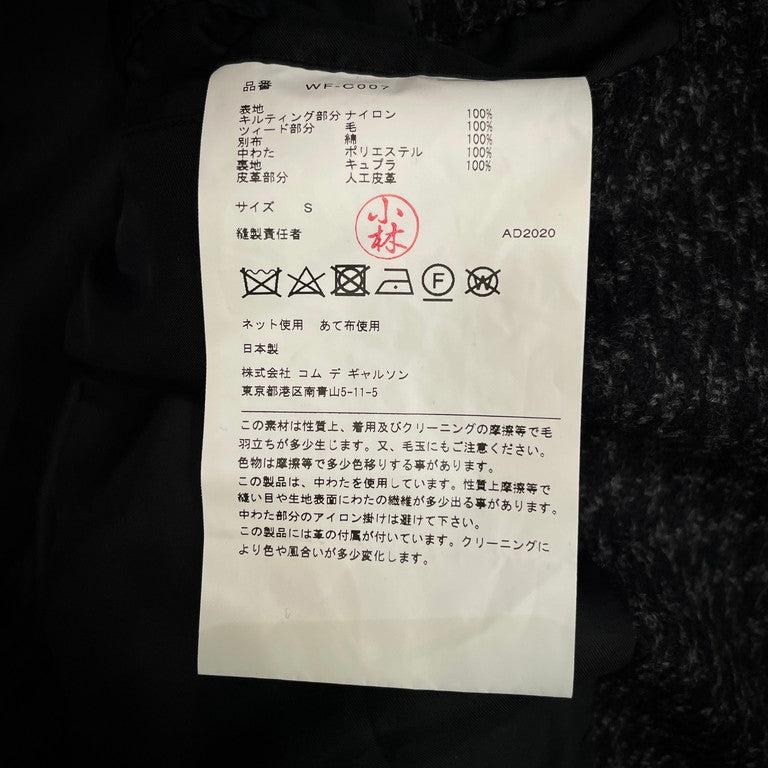 品番 WF-C007
表地
キルティング部分 ナイロン 100%
ツィード部分 毛 100%
別布 綿 100%
中わた ポリエステル 100%
裏地 キュプラ 100%
皮革部分 人工皮革
サイズ S
縫製責任者 小林 AD2020
F W
ネット使用 あて布使用
日本製
株式会社 コム デ ギャルソン
東京都港区南青山5-11-5
この素材は性質上、着用及びクリーニングの摩擦等で毛
羽立ちが多少生じます。又、毛玉にもご注意ください。
色物は摩擦等で多少色移りする事があります。
この製品は、中わたを使用しています。性質上摩擦等で
縫い目や生地表面にわたの繊維が多少出る事があります。
中わた部分のアイロン掛けは避けて下さい。
この製品には革の付属が付いています。クリーニングに
より色や風合いが多少変化します。